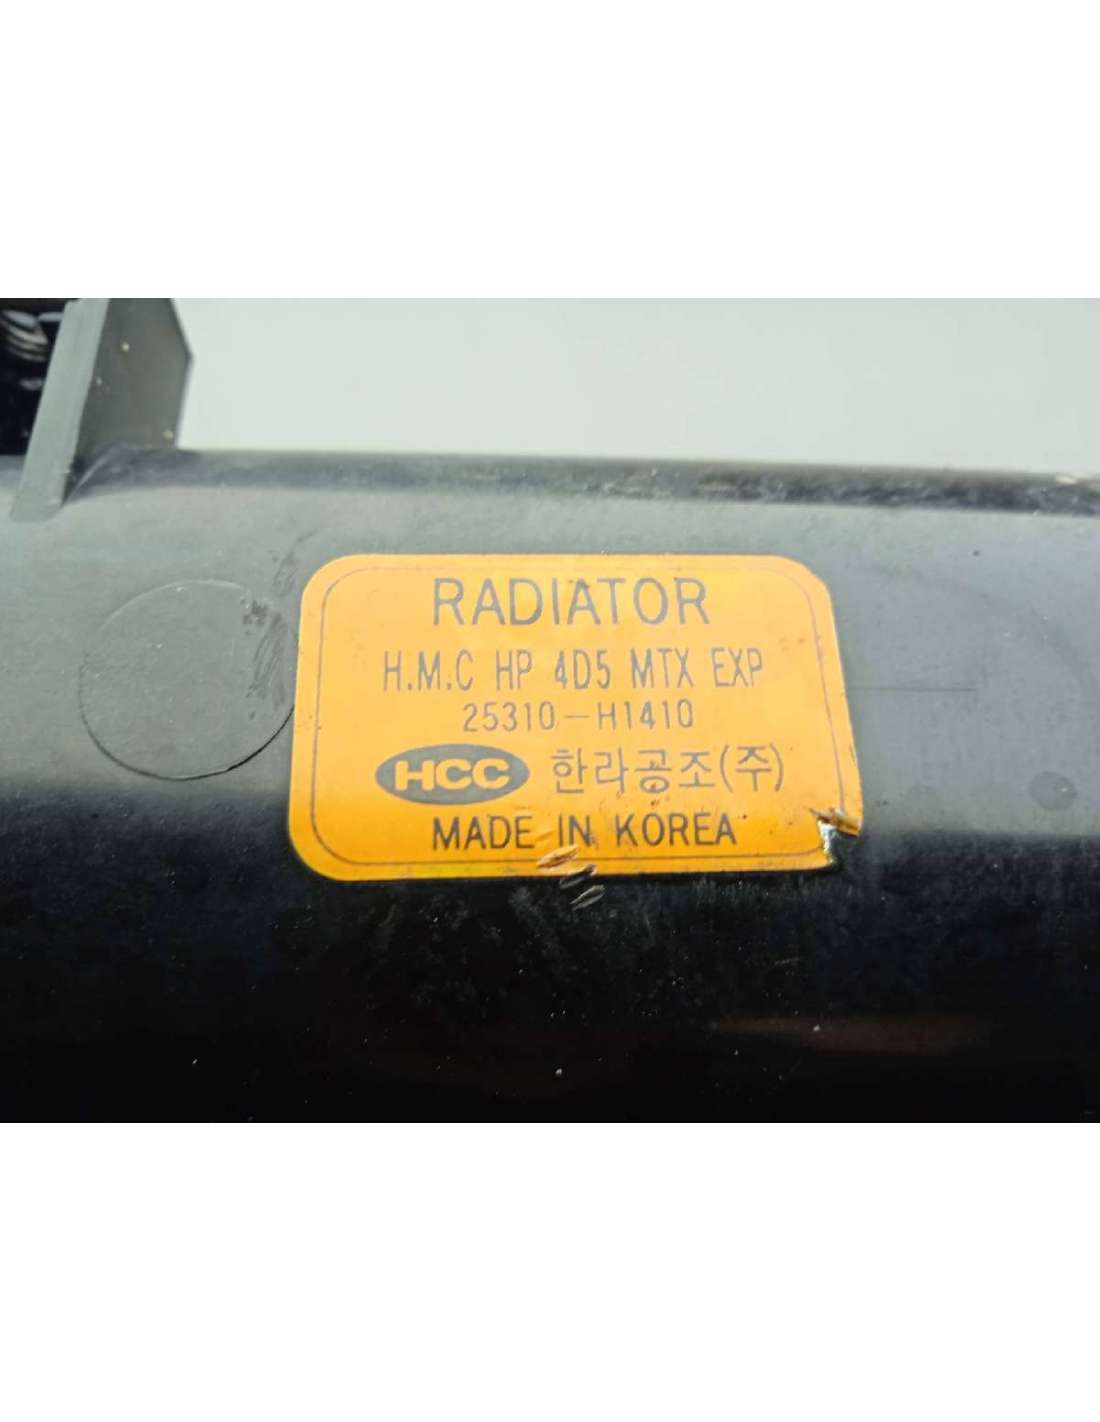 RADIATOR
H.M.C HP 4D5 MTX EXP
25310-H1410
HCC 한라공조(주)
MADE IN KOREA